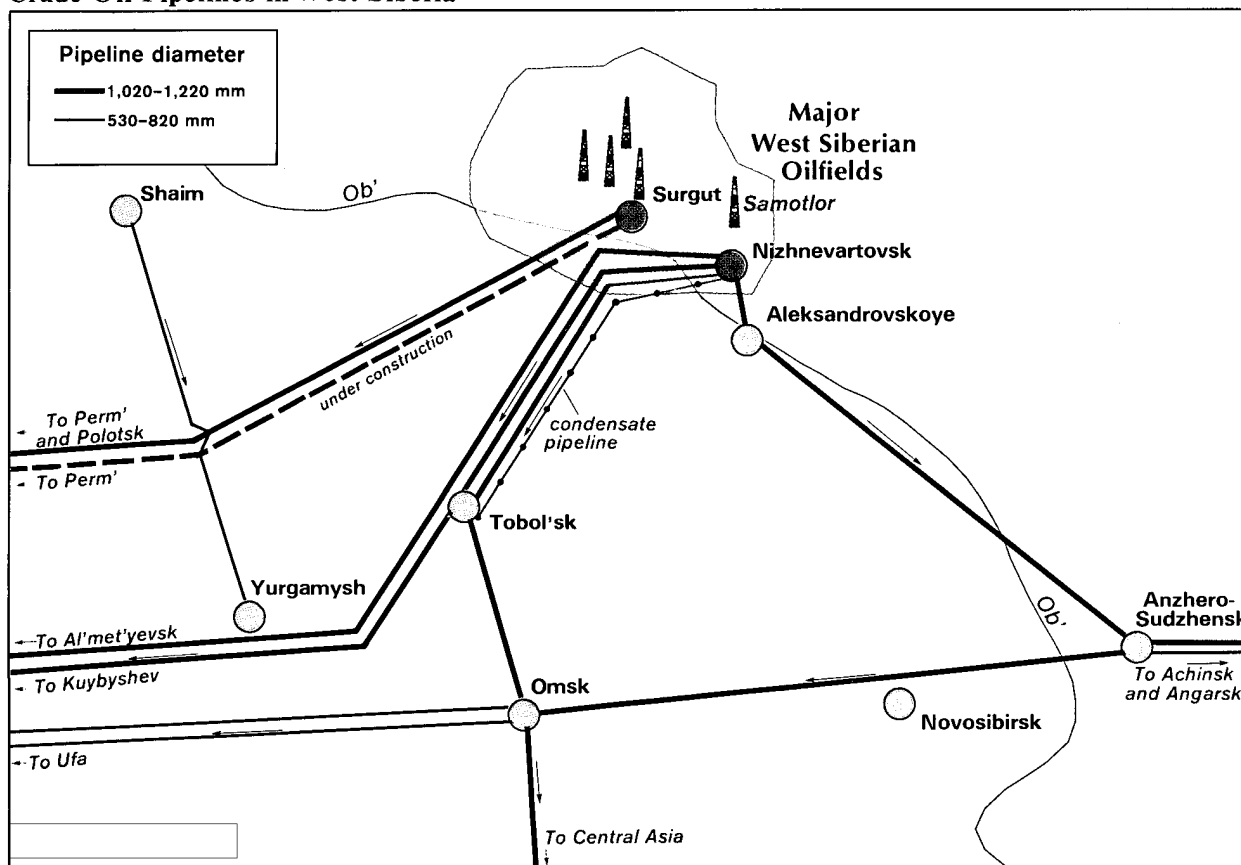 Crude Oil Pipelines in West Siberia
Pipeline diameter
1,020–1,220 mm
530–820 mm
Major
West Siberian
Oilfields
Shaim
Ob'
Surgut
Samotlor
Nizhnevartovsk
Aleksandrovskoye
under construction
To Perm'
and Polotsk
condensate
pipeline
To Perm'
Tobol'sk
Yurgamysh
Ob'
Anzhero-
Sudzhensk
To Al'met'yevsk
To Kuybyshev
To Achinsk
and Angarsk
Omsk
Novosibirsk
To Ufa
To Central Asia